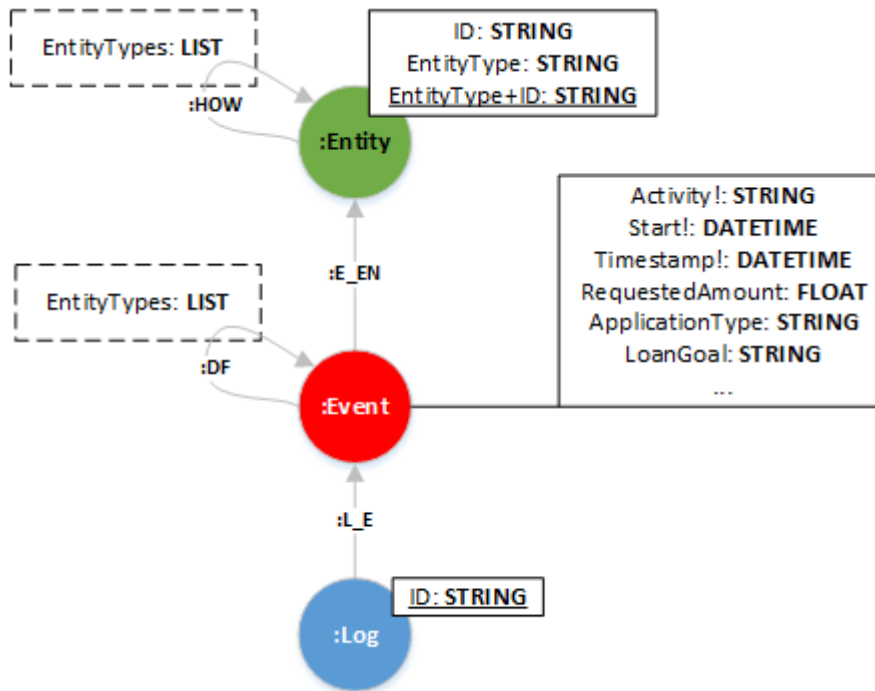 EntityTypes: LIST
:HOW
ID: STRING
EntityType: STRING
EntityType+ID: STRING
:Entity
:E_EN
Activity!: STRING
Start!: DATETIME
Timestamp!: DATETIME
RequestedAmount: FLOAT
ApplicationType: STRING
LoanGoal: STRING
...
EntityTypes: LIST
:DF
:Event
:L_E
ID: STRING
:Log